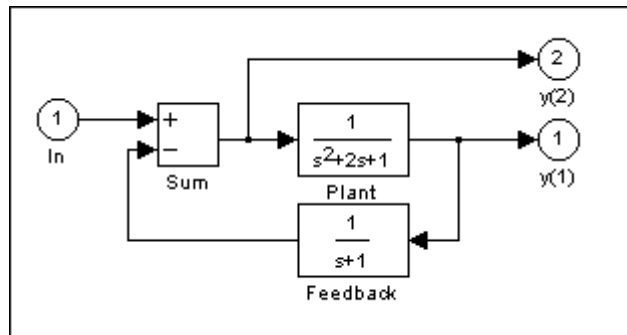 2
y(2)
1
In
+
−
Sum
1
s²+2s+1
Plant
1
y(1)
1
s+1
Feedback